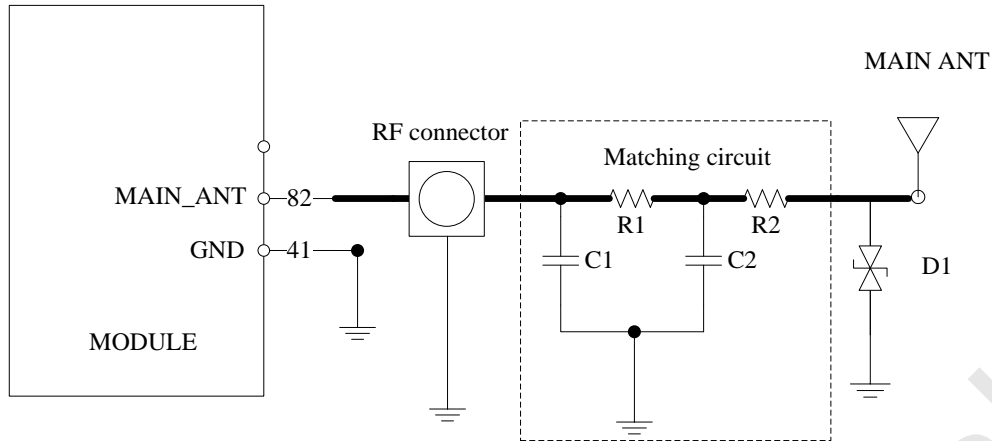 MAIN ANT
RF connector
Matching circuit
MAIN_ANT
82
R1
R2
GND
41
C1
C2
D1
MODULE